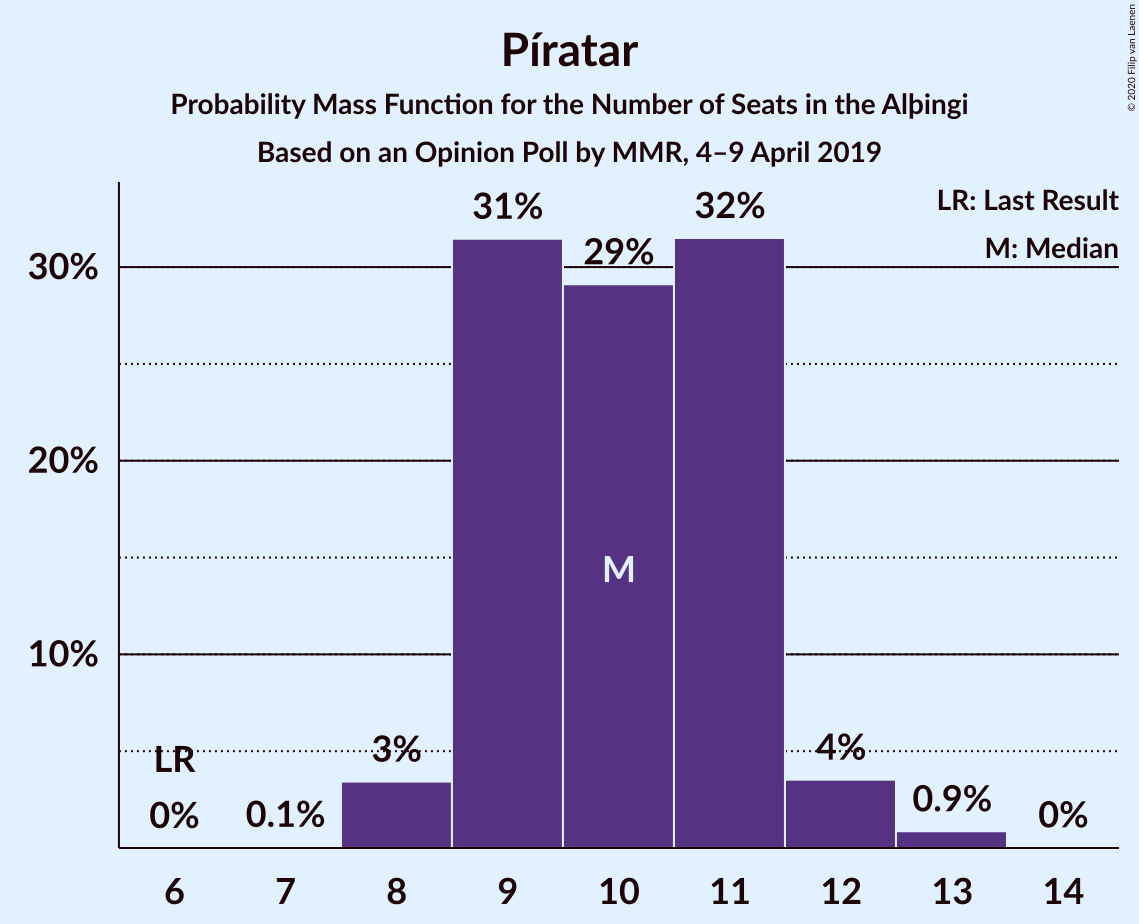 Píratar
Probability Mass Function for the Number of Seats in the Alþingi
Based on an Opinion Poll by MMR, 4–9 April 2019
© 2020 Filip van Laenen
LR: Last Result
M: Median
31%
29%
32%
30%
20%
10%
M
LR
0%
0.1%
3%
4%
0.9%
0%
6 7 8 9 10 11 12 13 14